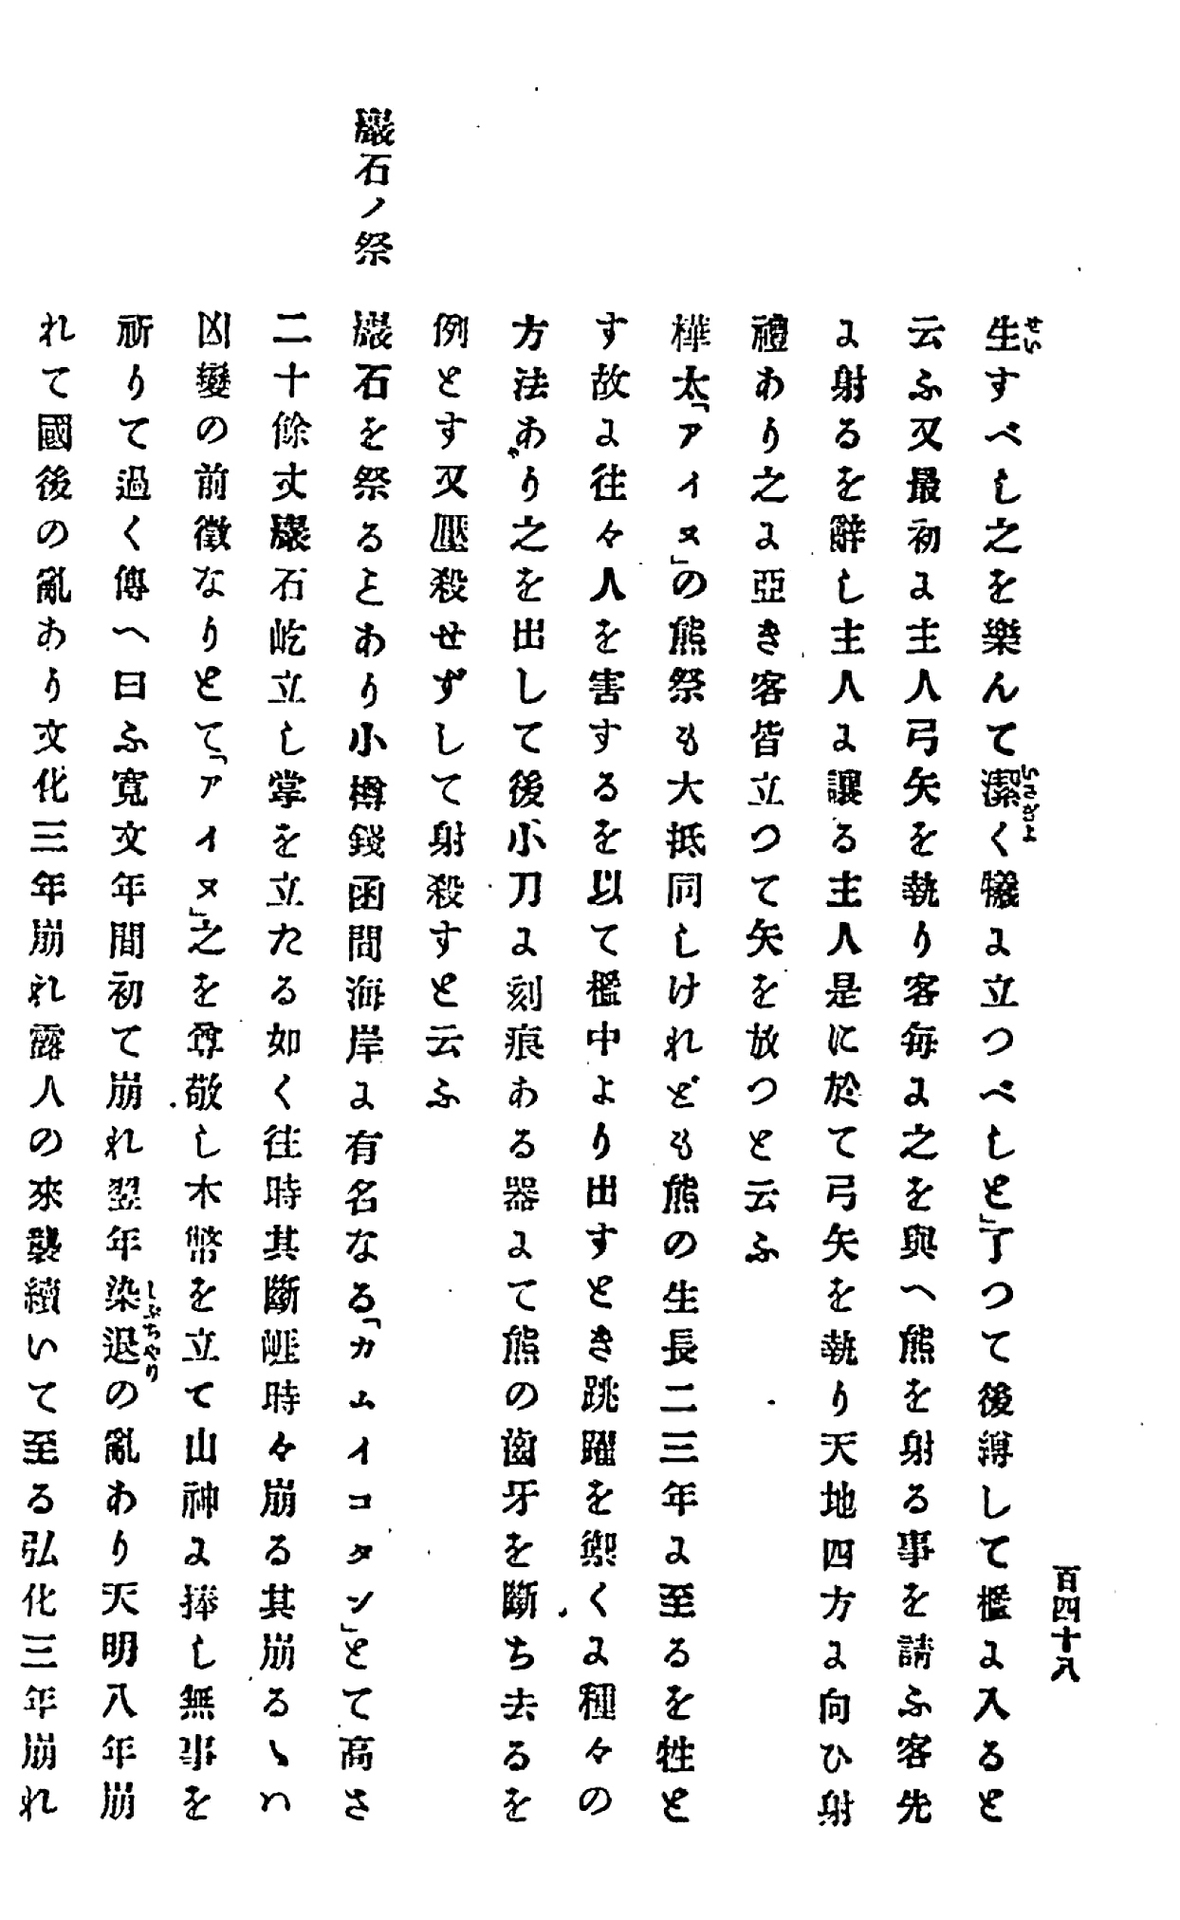 百四十八
生すべし之を樂んて潔く犠に立つべしと」了つて後縛して檻に入ると
せい
いさぎよ
云ふ又最初に主人弓矢を執り客毎に之を與へ熊を射る事を請ふ客先
に射るを辭し主人に讓る主人是に於て弓矢を執り天地四方に向ひ射
禮あり之に亞き客皆立つて矢を放つと云ふ
樺太「アイヌ」の熊祭も大抵同しけれども熊の生長二三年に至るを牲と
す故に往々人を害するを以て檻中より出すとき跳躍を禦くに種々の
方法あり之を出して後小刀に刻痕ある器にて熊の齒牙を斷ち去るを
例とす又壓殺せずして射殺すと云ふ
巖石ノ祭
巖石を祭るとあり小樽錢函間海岸に有名なる「カムイコタン」とて高さ
二十餘丈巖石屹立し掌を立たる如く往時其斷崕時々崩る其崩るゝハ
凶變の前徵なりとて「アイヌ」之を尊敬し木幣を立て山神に捧し無事を
祈りて過く傳へ曰ふ寬文年間初て崩れ翌年染退の亂あり天明八年崩
しぶちやり
れて國後の亂あり文化三年崩れ露人の來襲續いて至る弘化三年崩れ